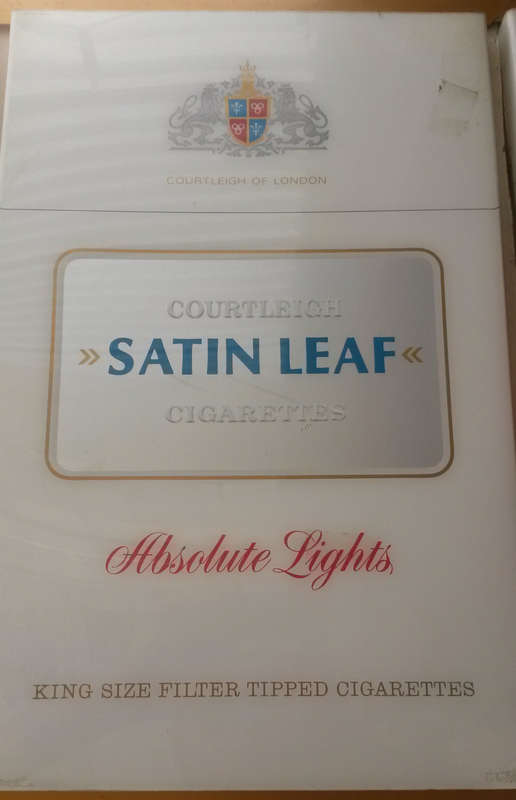 COURTLEIGH OF LONDON
COURTLEIGH
»SATIN LEAF«
CIGARETTES
Absolute Lights
KING SIZE FILTER TIPPED CIGARETTES